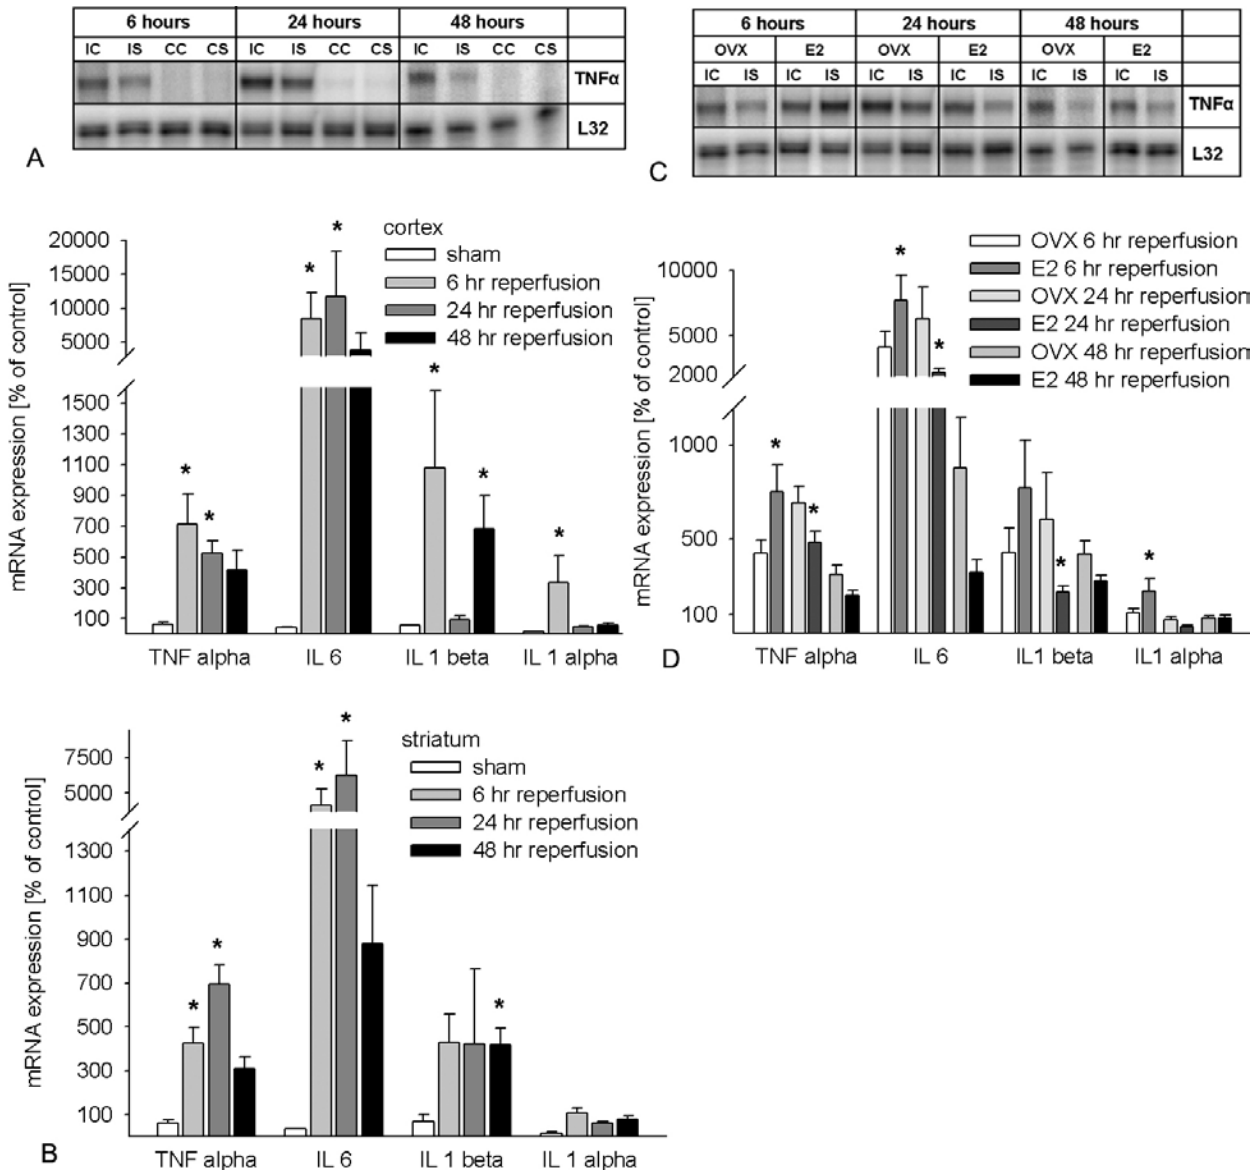 6 hours 24 hours 48 hours
IC IS CC CS IC IS CC CS IC IS CC CS
TNFα
L32
A
6 hours 24 hours 48 hours
OVX E2 OVX E2 OVX E2
IC IS IC IS IC IS IC IS IC IS IC IS
TNFα
L32
C
mRNA expression [% of control]
20000
15000
10000
5000
1500
1300
1100
900
700
500
300
100
* * * * * * *
cortex
sham
6 hr reperfusion
24 hr reperfusion
48 hr reperfusion
TNF alpha IL 6 IL 1 beta IL 1 alpha
mRNA expression [% of control]
10000
5000
2000
1000
500
100
* * * * * *
OVX 6 hr reperfusion
E2 6 hr reperfusion
OVX 24 hr reperfusion
E2 24 hr reperfusion
OVX 48 hr reperfusion
E2 48 hr reperfusion
D
TNF alpha IL 6 IL1 beta IL1 alpha
mRNA expression [% of control]
7500
5000
1300
1100
900
700
500
300
100
* * * * *
striatum
sham
6 hr reperfusion
24 hr reperfusion
48 hr reperfusion
B
TNF alpha IL 6 IL 1 beta IL 1 alpha